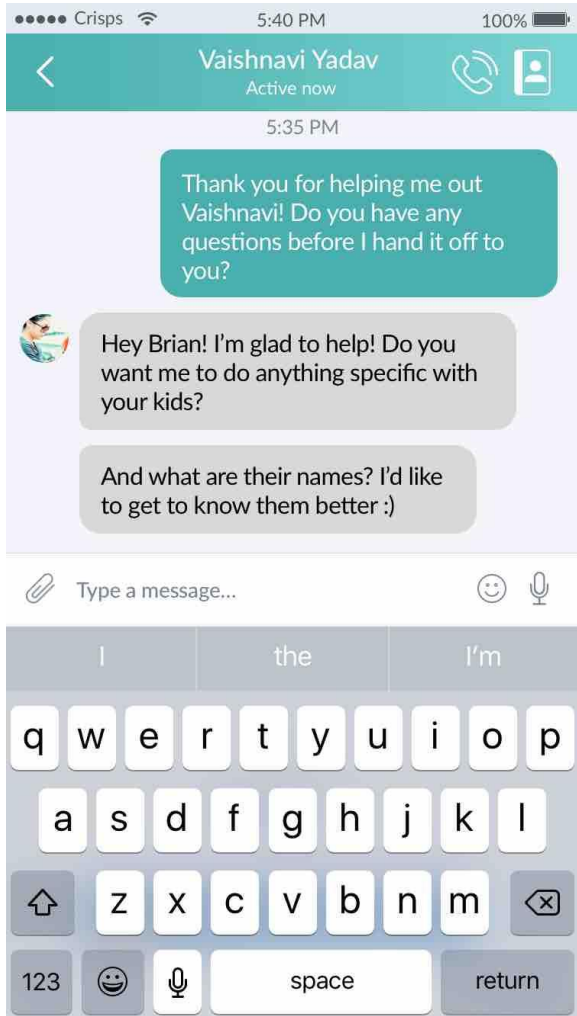 Crisps 5:40 PM 100%
Vaishnavi Yadav
Active now
5:35 PM
Thank you for helping me out
Vaishnavi! Do you have any
questions before I hand it off to
you?
Hey Brian! I'm glad to help! Do you
want me to do anything specific with
your kids?
And what are their names? I'd like
to get to know them better :)
Type a message...
I the I'm
q w e r t y u i o p
a s d f g h j k l
z x c v b n m
123 space return